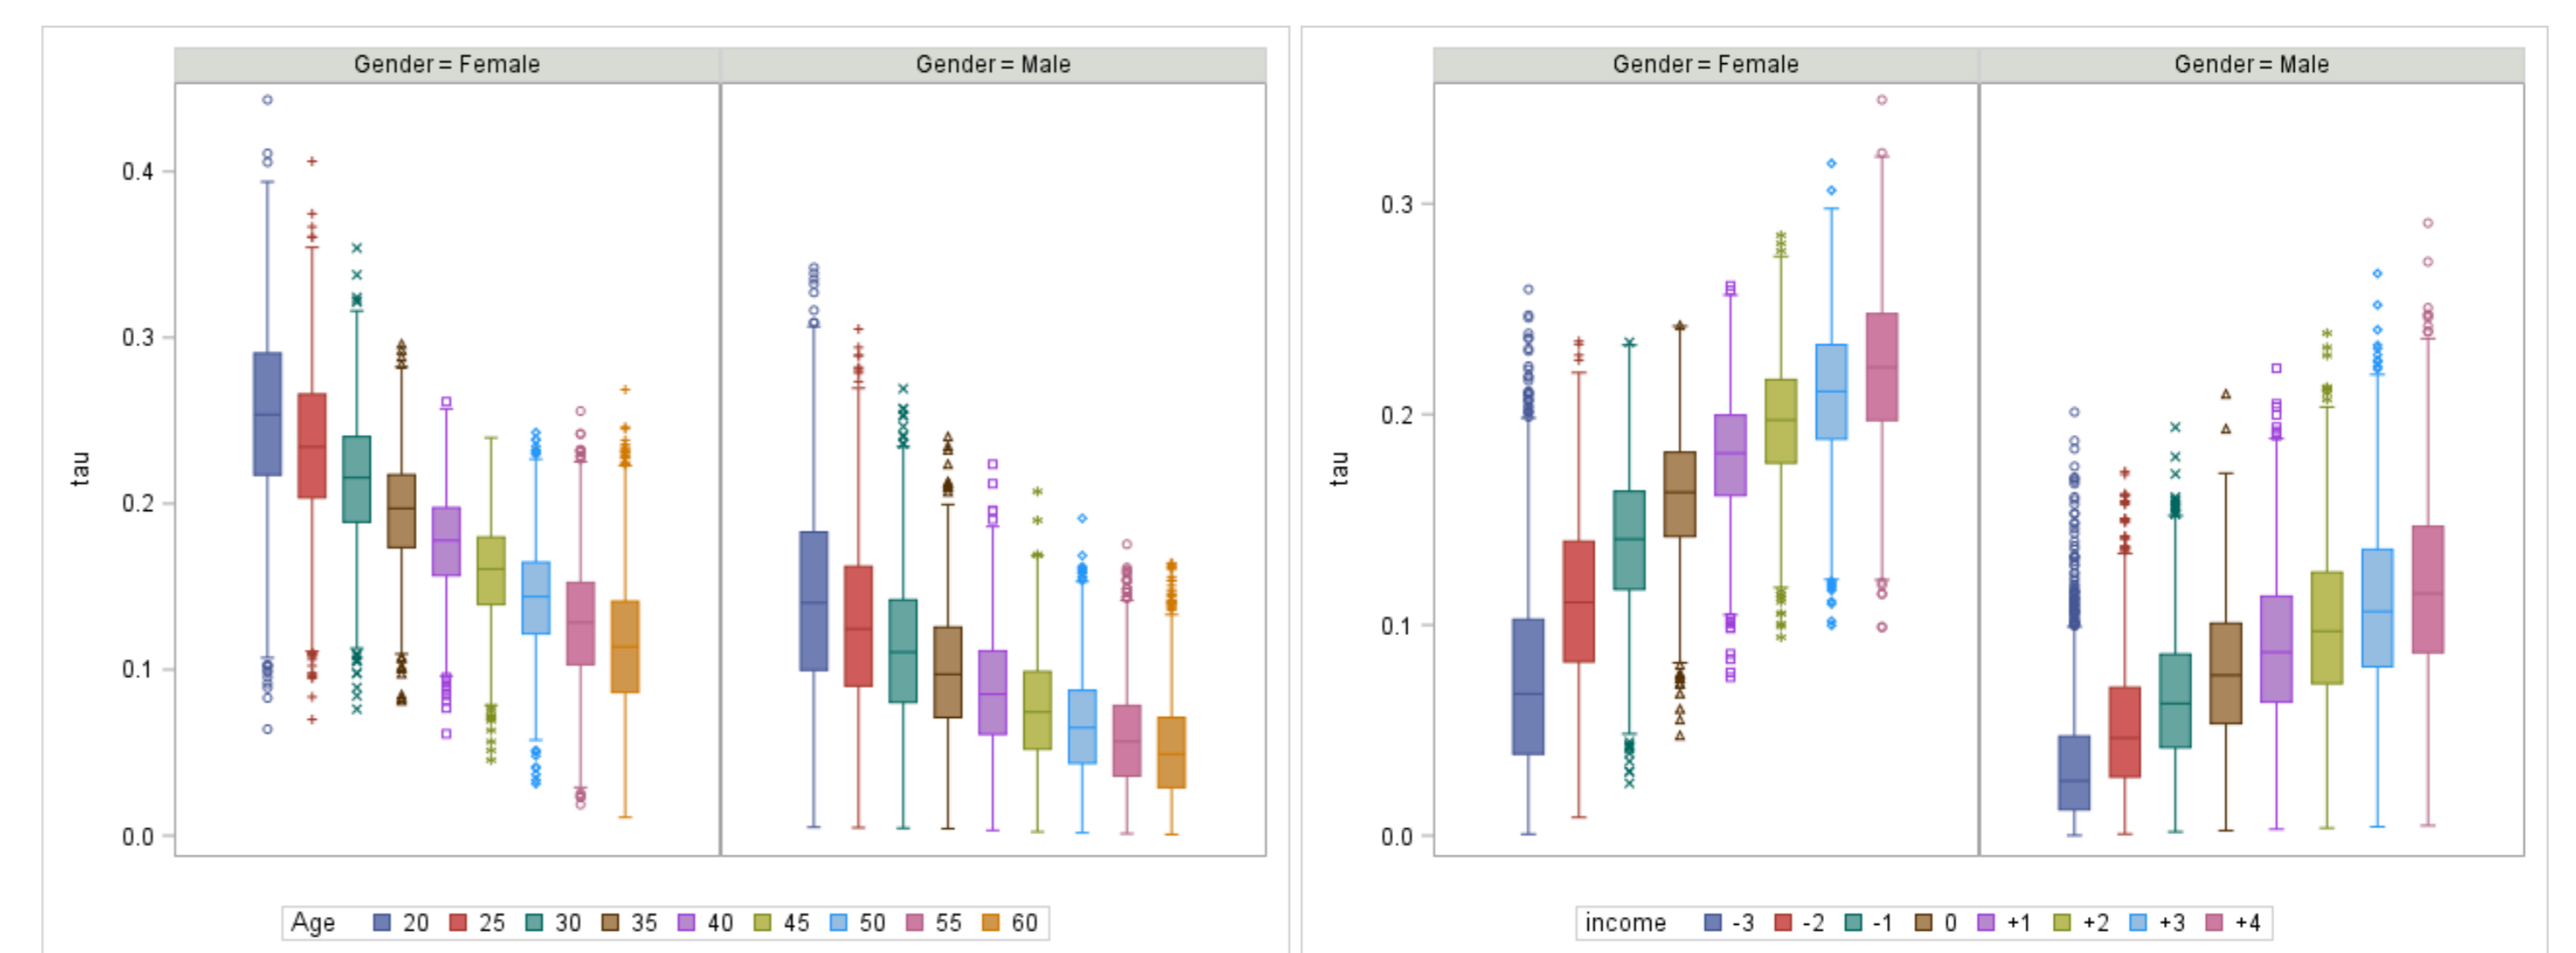 Gender = Female
Gender = Male
tau
0.4
0.3
0.2
0.1
0.0
Age 20 25 30 35 40 45 50 55 60
Gender = Female
Gender = Male
tau
0.3
0.2
0.1
0.0
income -3 -2 -1 0 +1 +2 +3 +4